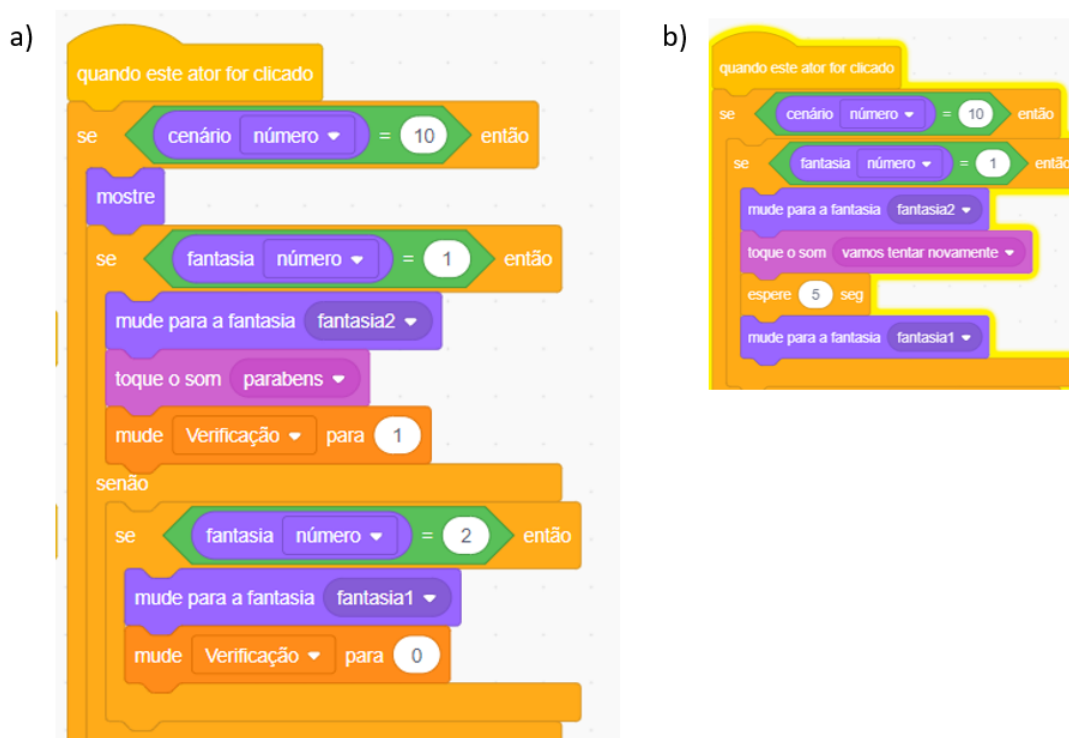 a)
quando este ator for clicado
se cenário número = 10 então
mostre
se fantasia número = 1 então
mude para a fantasia fantasia2
toque o som parabens
mude Verificação para 1
senão
se fantasia número = 2 então
mude para a fantasia fantasia1
mude Verificação para 0
b)
quando este ator for clicado
se cenário número = 10 então
se fantasia número = 1 então
mude para a fantasia fantasia2
toque o som vamos tentar novamente
espere 5 seg
mude para a fantasia fantasia1